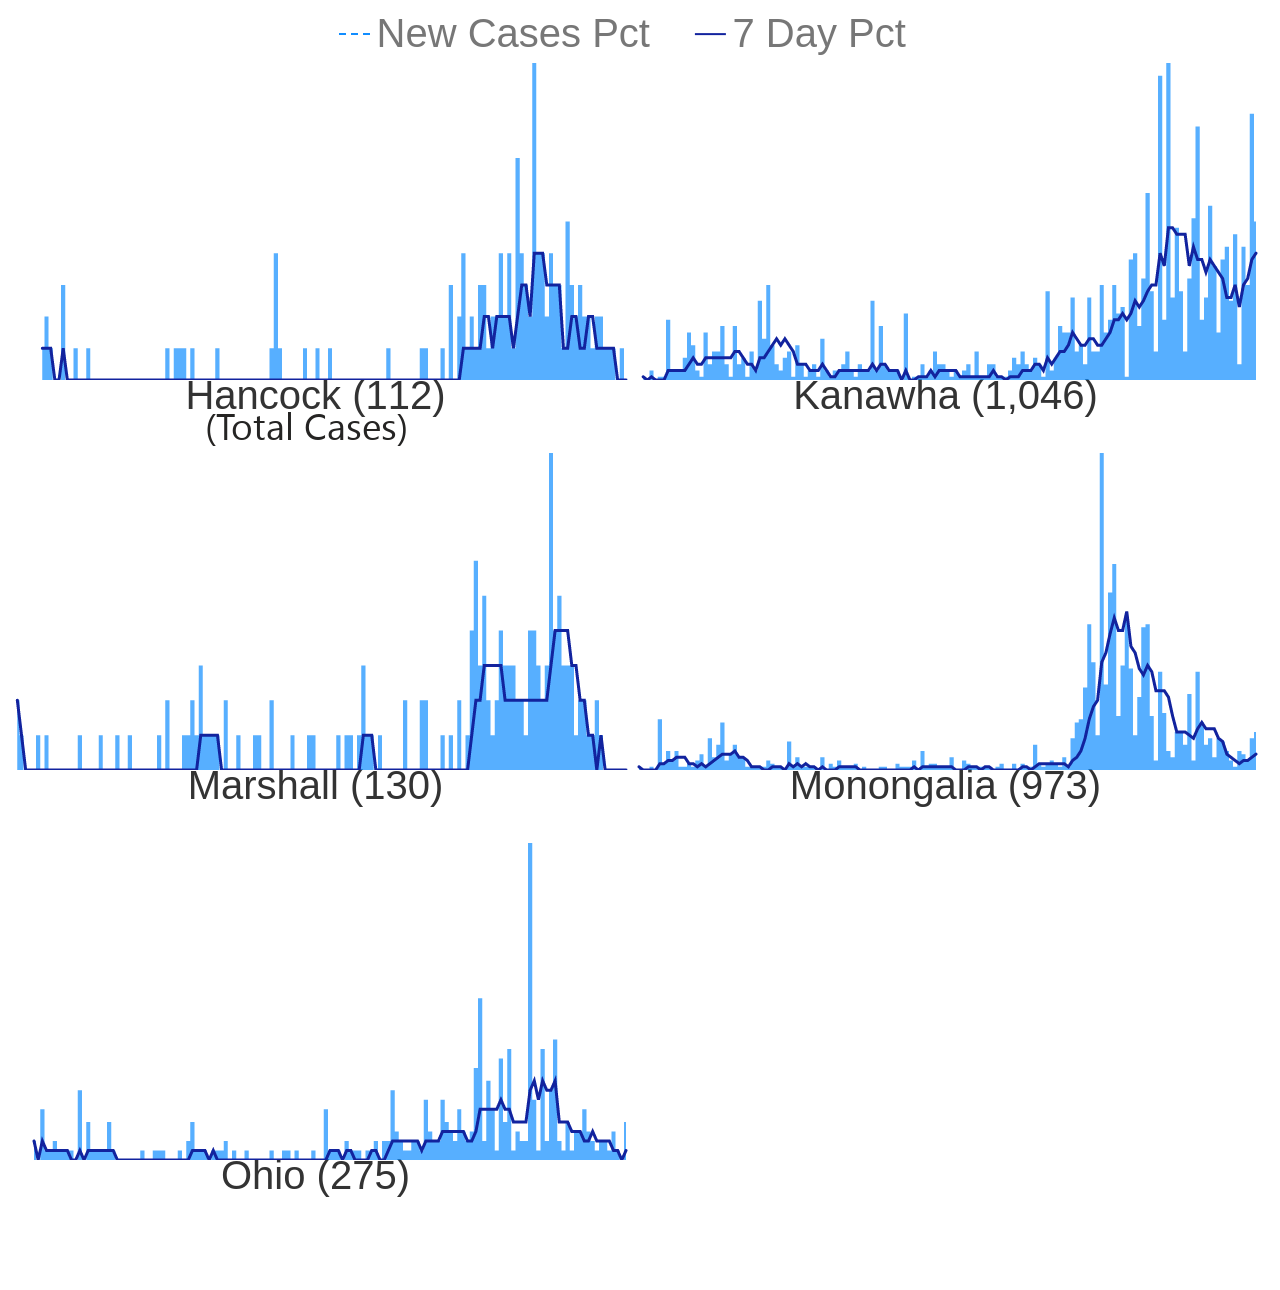 New Cases Pct 7 Day Pct
Hancock (112)
(Total Cases)
Kanawha (1,046)
Marshall (130)
Monongalia (973)
Ohio (275)